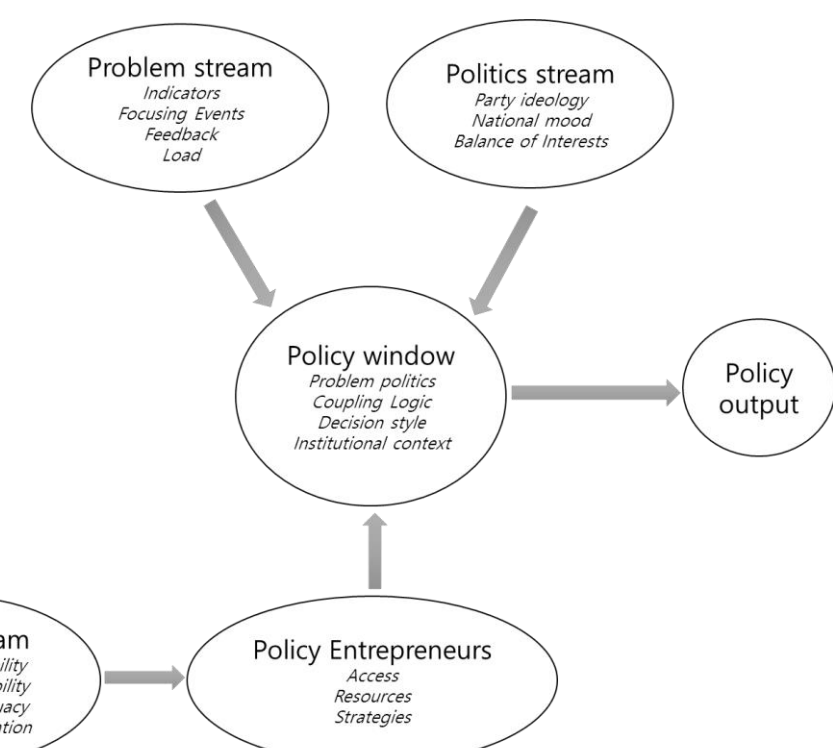 Problem stream
Indicators
Focusing Events
Feedback
Load
Politics stream
Party ideology
National mood
Balance of Interests
Policy window
Problem politics
Coupling Logic
Decision style
Institutional context
Policy
output
Policy Entrepreneurs
Access
Resources
Strategies